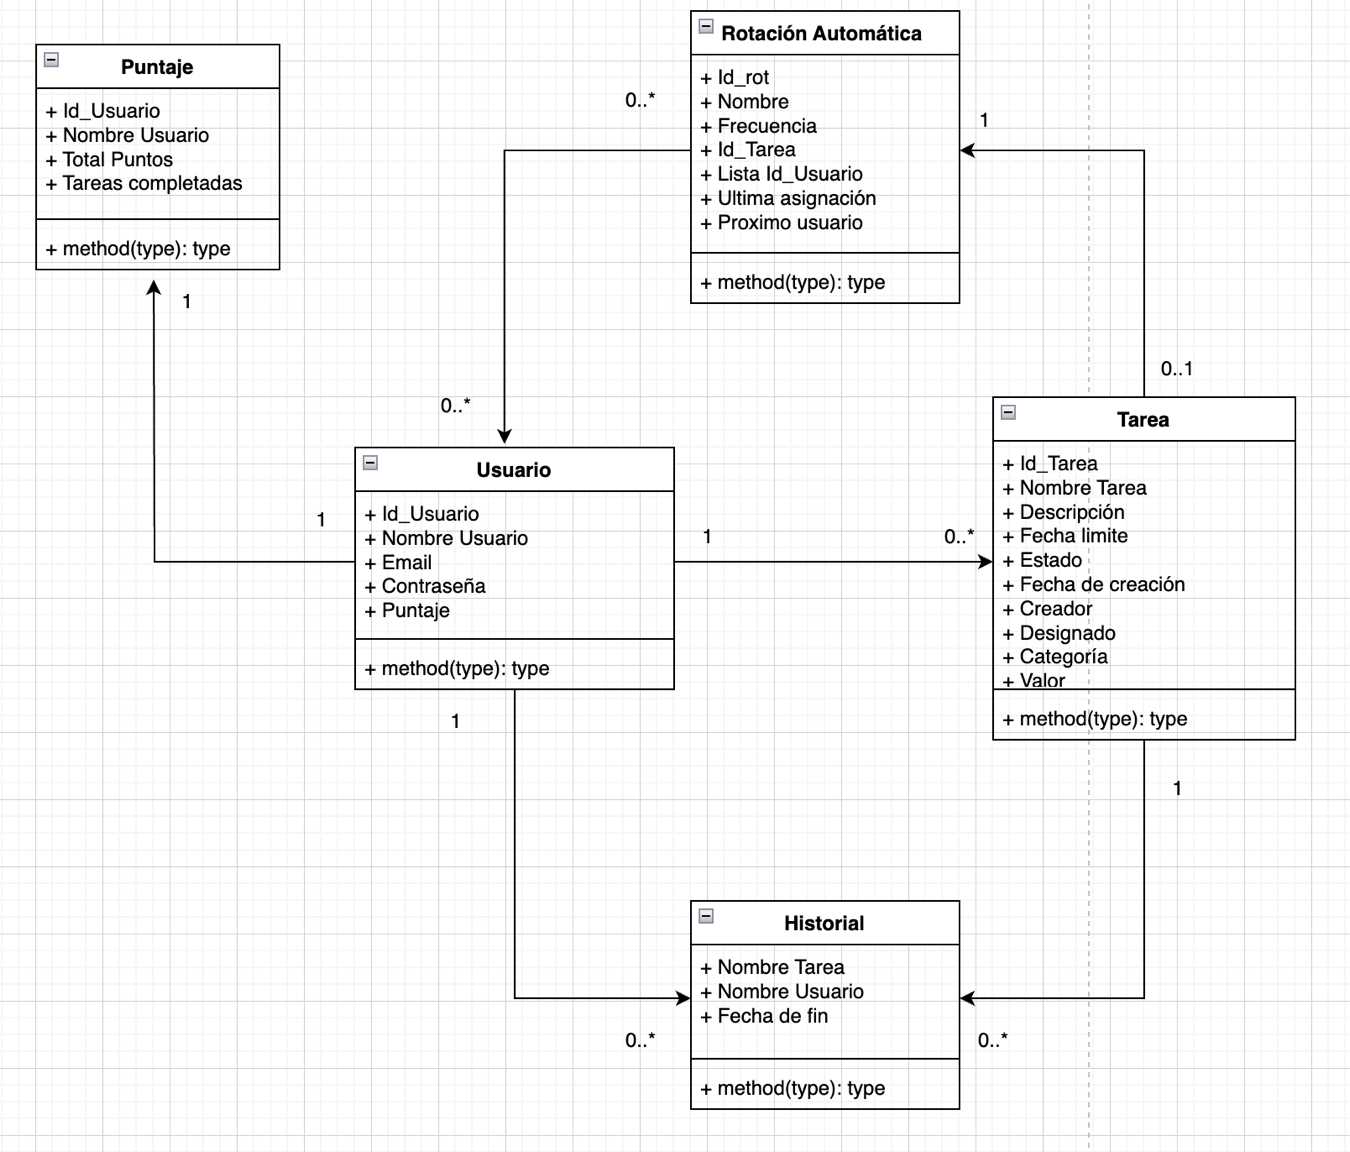 Puntaje
+ Id_Usuario
+ Nombre Usuario
+ Total Puntos
+ Tareas completadas
+ method(type): type
1
Rotación Automática
+ Id_rot
+ Nombre
+ Frecuencia
+ Id_Tarea
+ Lista Id_Usuario
+ Ultima asignación
+ Proximo usuario
+ method(type): type
0..*
1
0..1
0..*
Usuario
+ Id_Usuario
+ Nombre Usuario
+ Email
+ Contraseña
+ Puntaje
+ method(type): type
1
1
0..*
1
Tarea
+ Id_Tarea
+ Nombre Tarea
+ Descripción
+ Fecha limite
+ Estado
+ Fecha de creación
+ Creador
+ Designado
+ Categoría
+ Valor
+ method(type): type
1
Historial
+ Nombre Tarea
+ Nombre Usuario
+ Fecha de fin
+ method(type): type
0..*
0..*